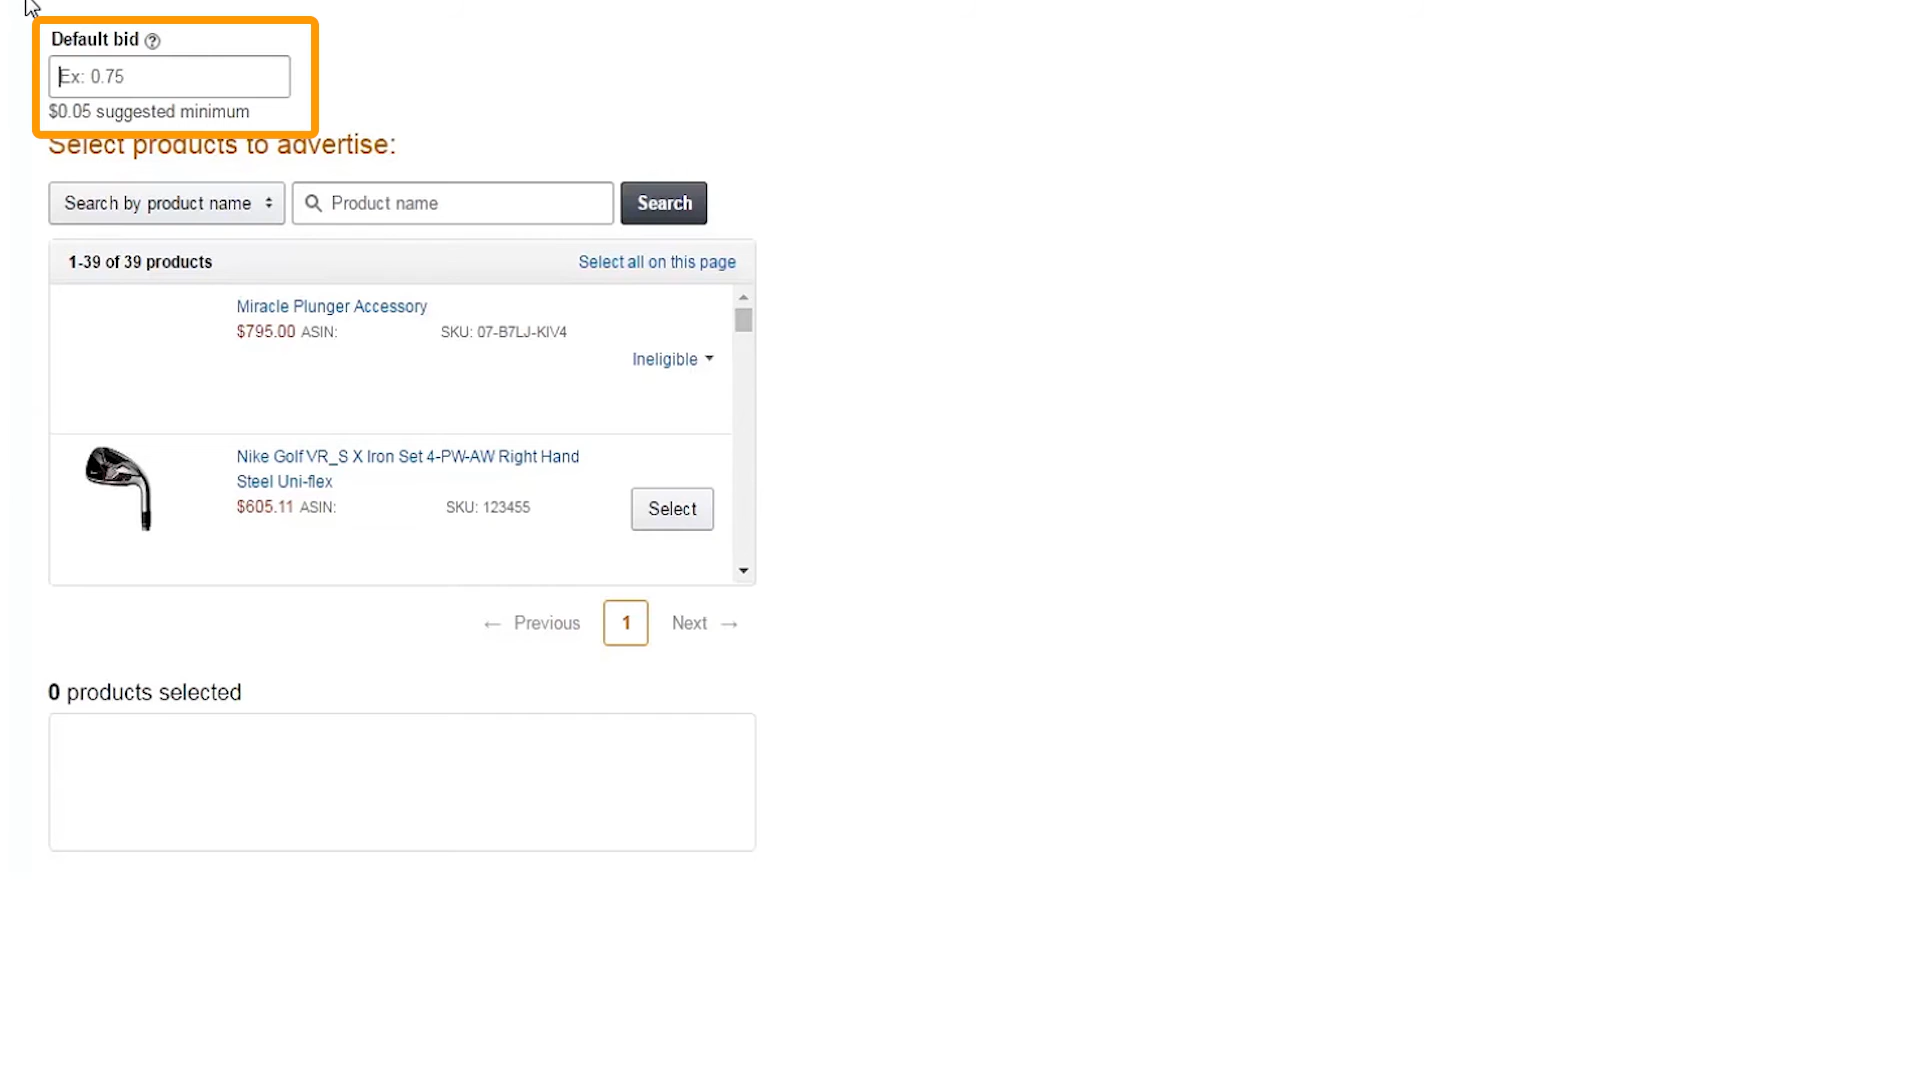 Default bid ?
Ex: 0.75
$0.05 suggested minimum
Select products to advertise:
Search by product name
Product name
Search
1-39 of 39 products
Select all on this page
Miracle Plunger Accessory
$795.00 ASIN: SKU: 07-B7LJ-KIV4
Ineligible
Nike Golf VR_S X Iron Set 4-PW-AW Right Hand
Steel Uni-flex
$605.11 ASIN: SKU: 123455
Select
← Previous 1 Next →
0 products selected